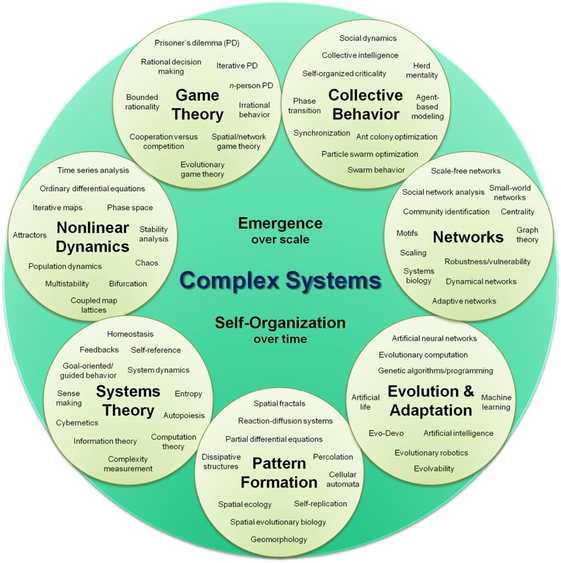 Prisoner's dilemma (PD)
Rational decision
making
Iterative PD
n-person PD
Bounded
rationality
Game
Theory
Irrational
behavior
Cooperation versus
competition
Spatial/network
game theory
Evolutionary
game theory
Social dynamics
Collective intelligence
Self-organized criticality
Herd
mentality
Phase
transition
Collective
Behavior
Agent-
based
modeling
Synchronization
Ant colony optimization
Particle swarm optimization
Swarm behavior
Time series analysis
Ordinary differential equations
Iterative maps
Phase space
Attractors
Nonlinear
Dynamics
Stability
analysis
Population dynamics
Chaos
Multistability
Bifurcation
Coupled map
lattices
Emergence
over scale
Complex Systems
Self-Organization
over time
Scale-free networks
Social network analysis
Small-world
networks
Community identification
Centrality
Motifs
Networks
Graph
theory
Scaling
Robustness/vulnerability
Systems
biology
Dynamical networks
Adaptive networks
Homeostasis
Feedbacks
Self-reference
Goal-oriented/
guided behavior
System dynamics
Sense
making
Systems
Theory
Entropy
Cybernetics
Autopoiesis
Information theory
Computation
theory
Complexity
measurement
Spatial fractals
Reaction-diffusion systems
Partial differential equations
Dissipative
structures
Percolation
Pattern
Formation
Cellular
automata
Spatial ecology
Self-replication
Spatial evolutionary biology
Geomorphology
Artificial neural networks
Evolutionary computation
Genetic algorithms/programming
Artificial
life
Evolution &
Adaptation
Machine
learning
Evo-Devo
Artificial intelligence
Evolutionary robotics
Evolvability